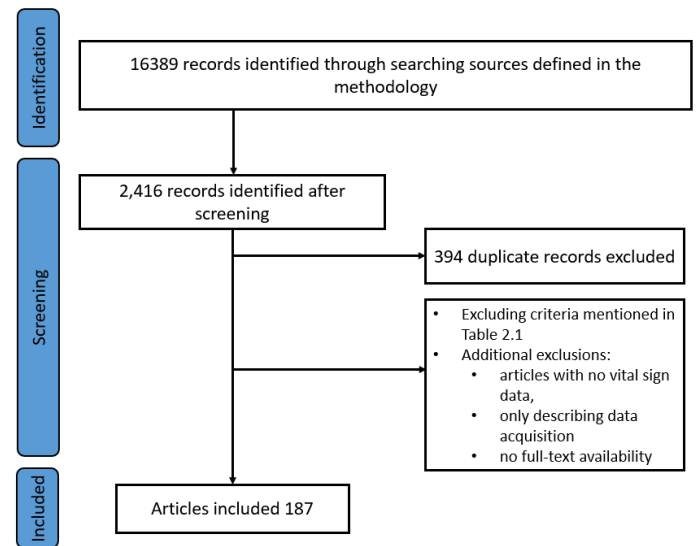 Identification
16389 records identified through searching sources defined in the
methodology
Screening
2,416 records identified after
screening
394 duplicate records excluded
• Excluding criteria mentioned in
Table 2.1
• Additional exclusions:
• articles with no vital sign
data,
• only describing data
acquisition
• no full-text availability
Included
Articles included 187